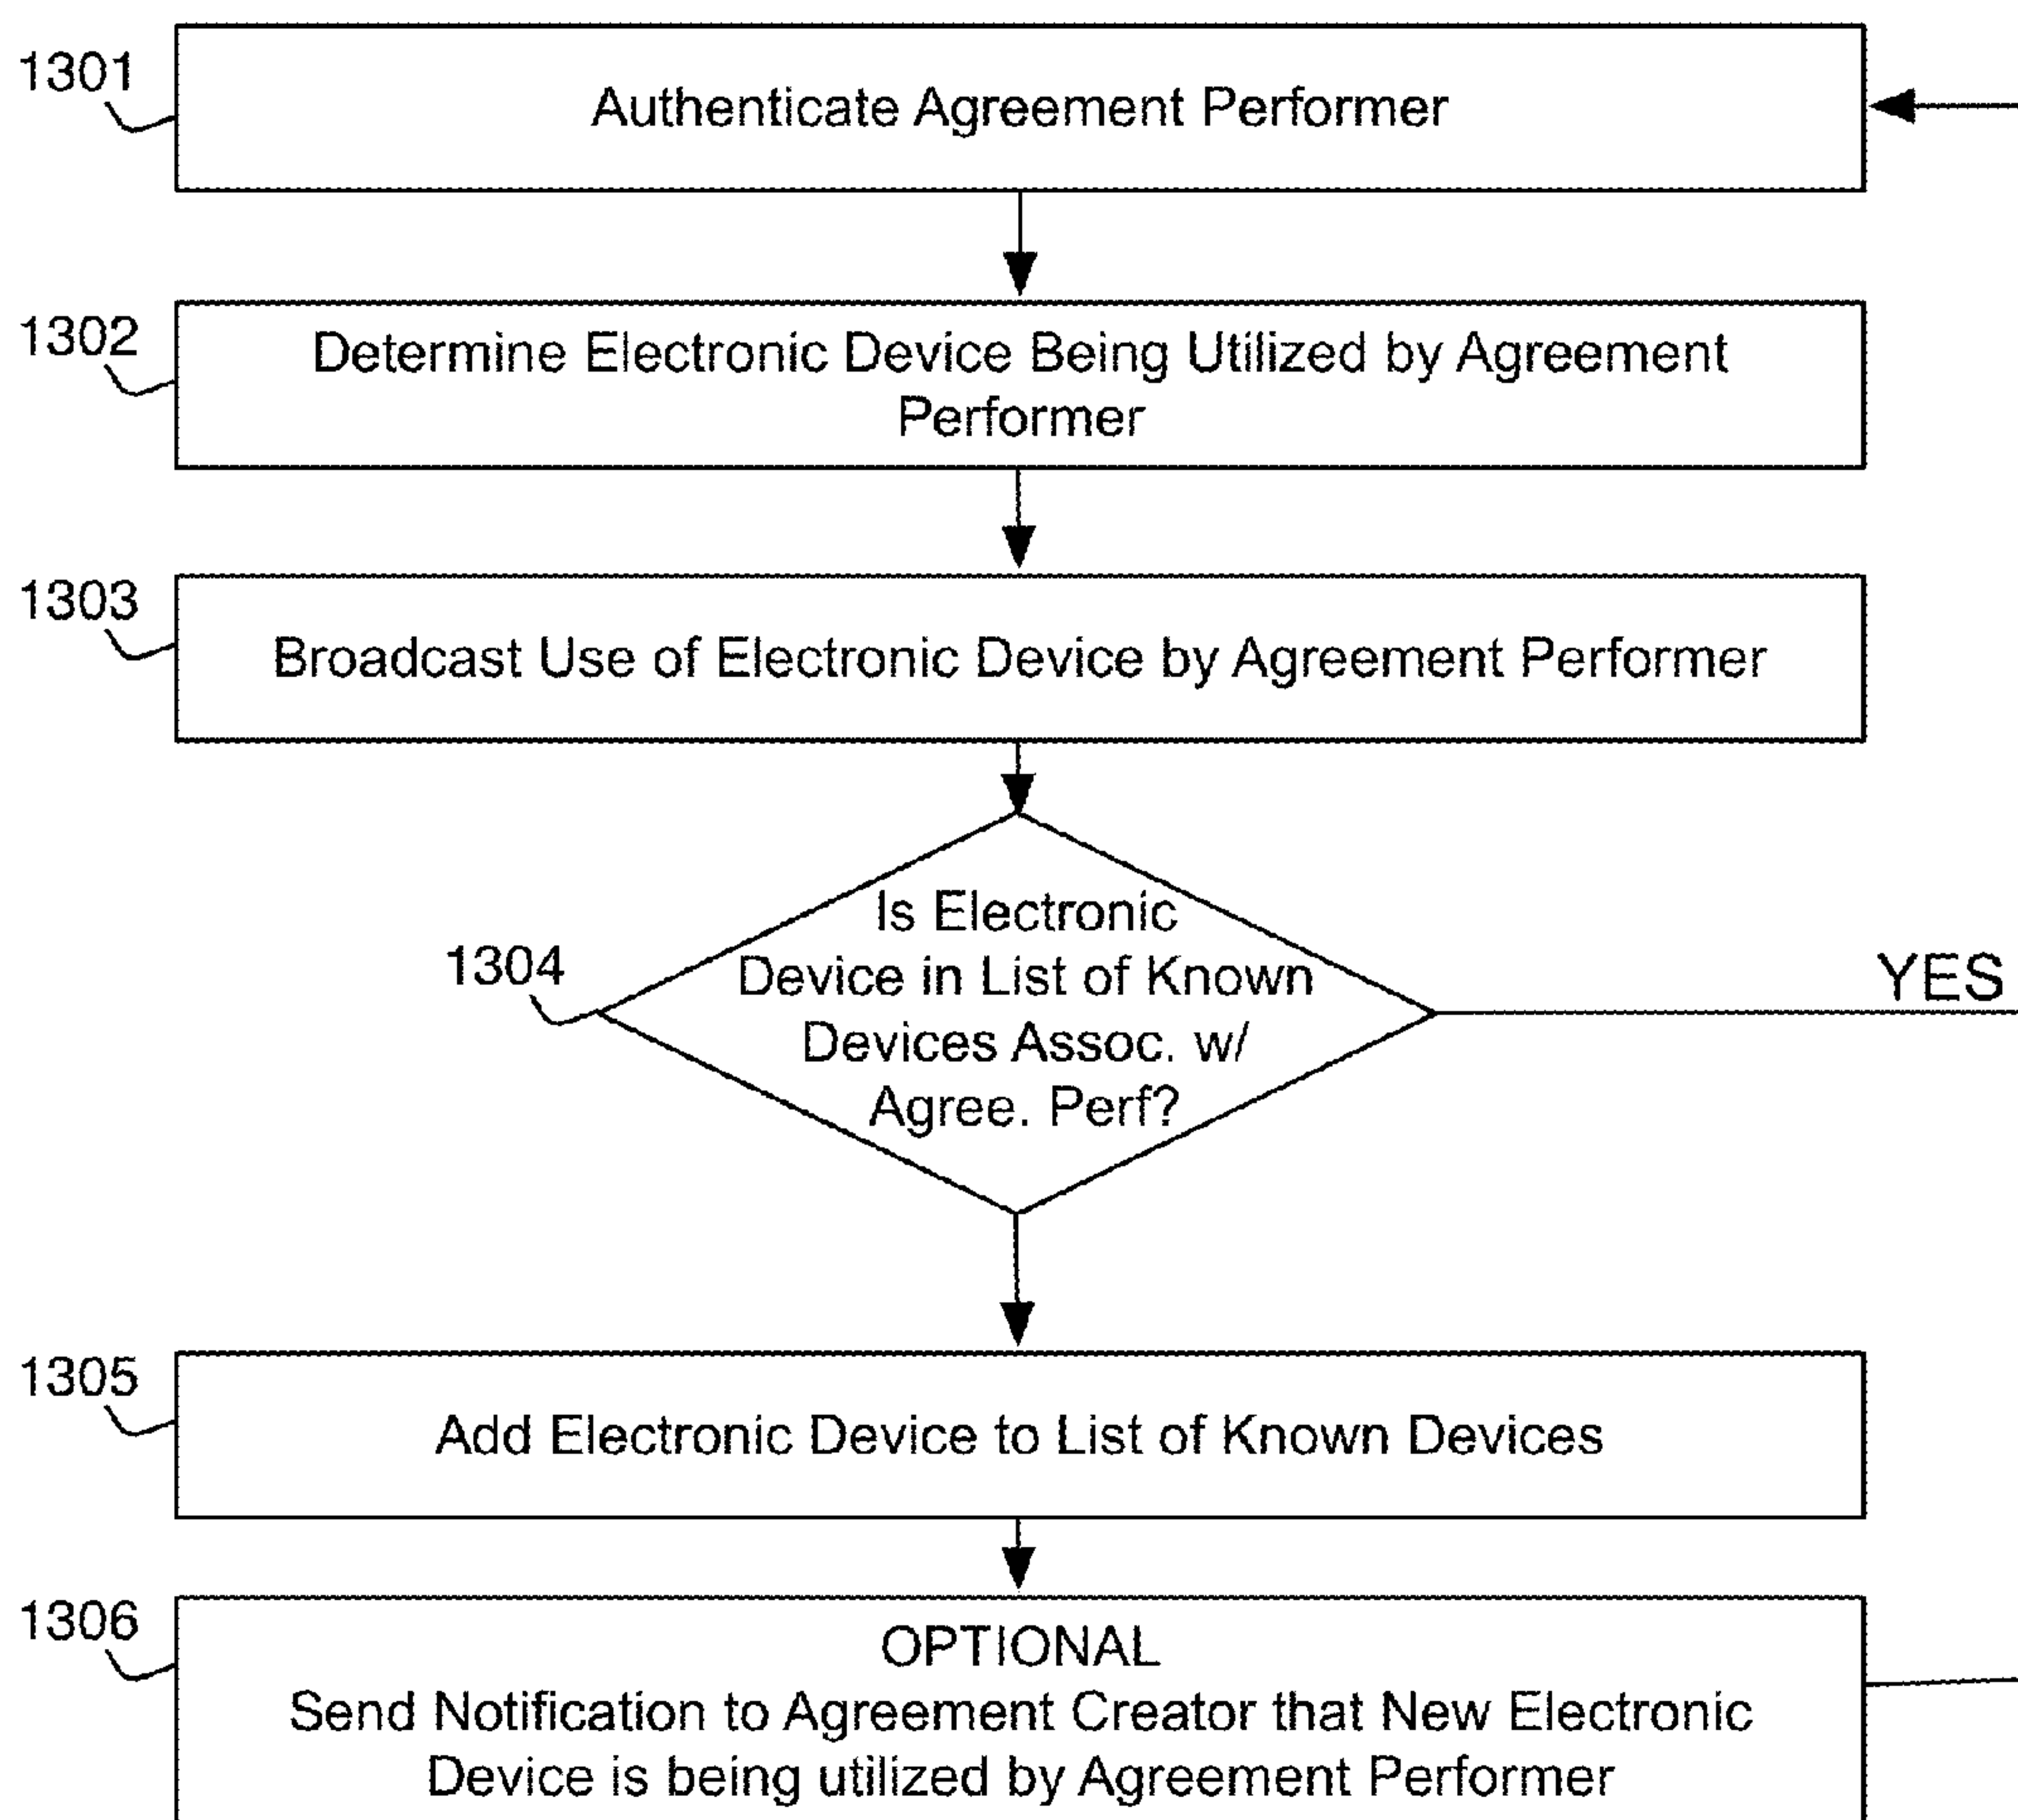 1301
Authenticate Agreement Performer
1302
Determine Electronic Device Being Utilized by Agreement
Performer
1303
Broadcast Use of Electronic Device by Agreement Performer
1304
Is Electronic
Device in List of Known
Devices Assoc. w/
Agree. Perf?
YES
1305
Add Electronic Device to List of Known Devices
1306
OPTIONAL
Send Notification to Agreement Creator that New Electronic
Device is being utilized by Agreement Performer